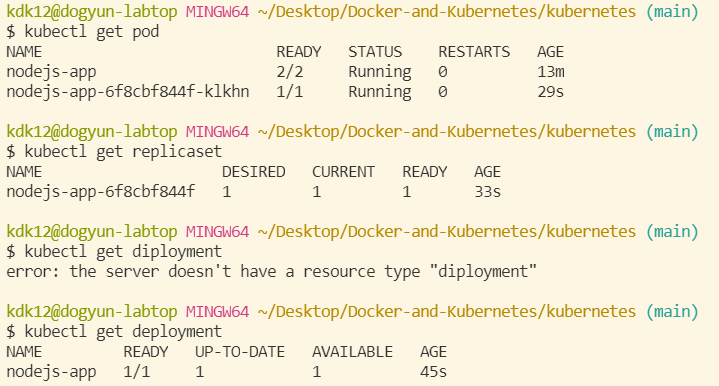 kdk12@dogyun-labtop MINGW64 ~/Desktop/Docker-and-Kubernetes/kubernetes (main)
$ kubectl get pod
NAME READY STATUS RESTARTS AGE
nodejs-app 2/2 Running 0 13m
nodejs-app-6f8cbf844f-klkhn 1/1 Running 0 29s
kdk12@dogyun-labtop MINGW64 ~/Desktop/Docker-and-Kubernetes/kubernetes (main)
$ kubectl get replicaset
NAME DESIRED CURRENT READY AGE
nodejs-app-6f8cbf844f 1 1 1 33s
kdk12@dogyun-labtop MINGW64 ~/Desktop/Docker-and-Kubernetes/kubernetes (main)
$ kubectl get diployment
error: the server doesn't have a resource type "diployment"
kdk12@dogyun-labtop MINGW64 ~/Desktop/Docker-and-Kubernetes/kubernetes (main)
$ kubectl get deployment
NAME READY UP-TO-DATE AVAILABLE AGE
nodejs-app 1/1 1 1 45s